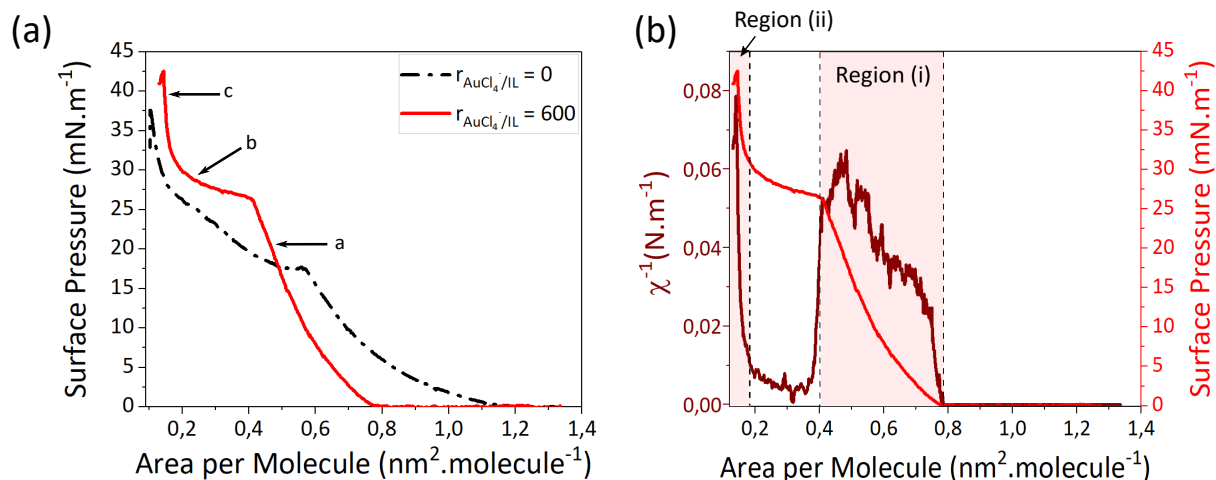 (a)
45
40
35
30
25
20
15
10
5
0
Surface Pressure (mN.m⁻¹)
0,2 0,4 0,6 0,8 1,0 1,2 1,4
Area per Molecule (nm².molecule⁻¹)
r AuCl₄⁻/IL = 0
r AuCl₄⁻/IL = 600
c
b
a
(b)
Region (ii)
Region (i)
0,08
0,06
0,04
0,02
0,00
χ⁻¹(N.m⁻¹)
45
40
35
30
25
20
15
10
5
0
Surface Pressure (mN.m⁻¹)
0,2 0,4 0,6 0,8 1,0 1,2 1,4
Area per Molecule (nm².molecule⁻¹)